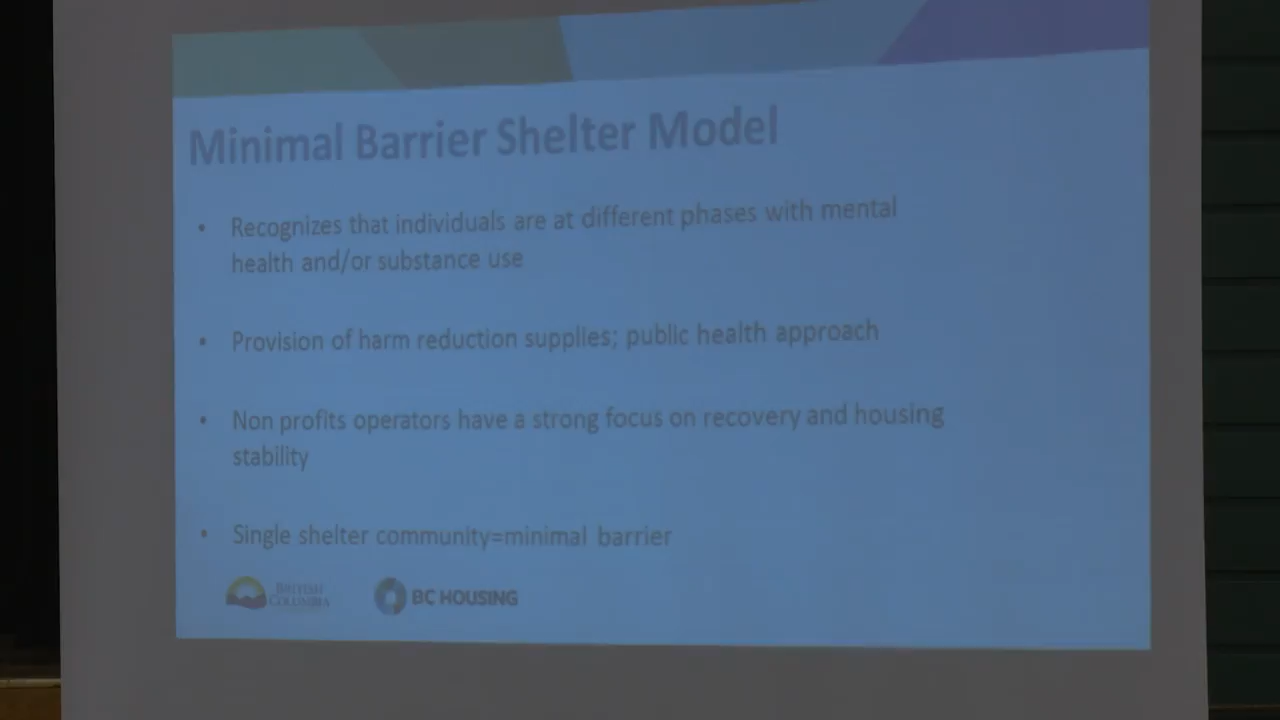 Minimal Barrier Shelter Model
• Recognizes that individuals are at different phases with mental
health and/or substance use
• Provision of harm reduction supplies; public health approach
• Non profits operators have a strong focus on recovery and housing
stability
• Single shelter community=minimal barrier
BRITISH
COLUMBIA
BC HOUSING